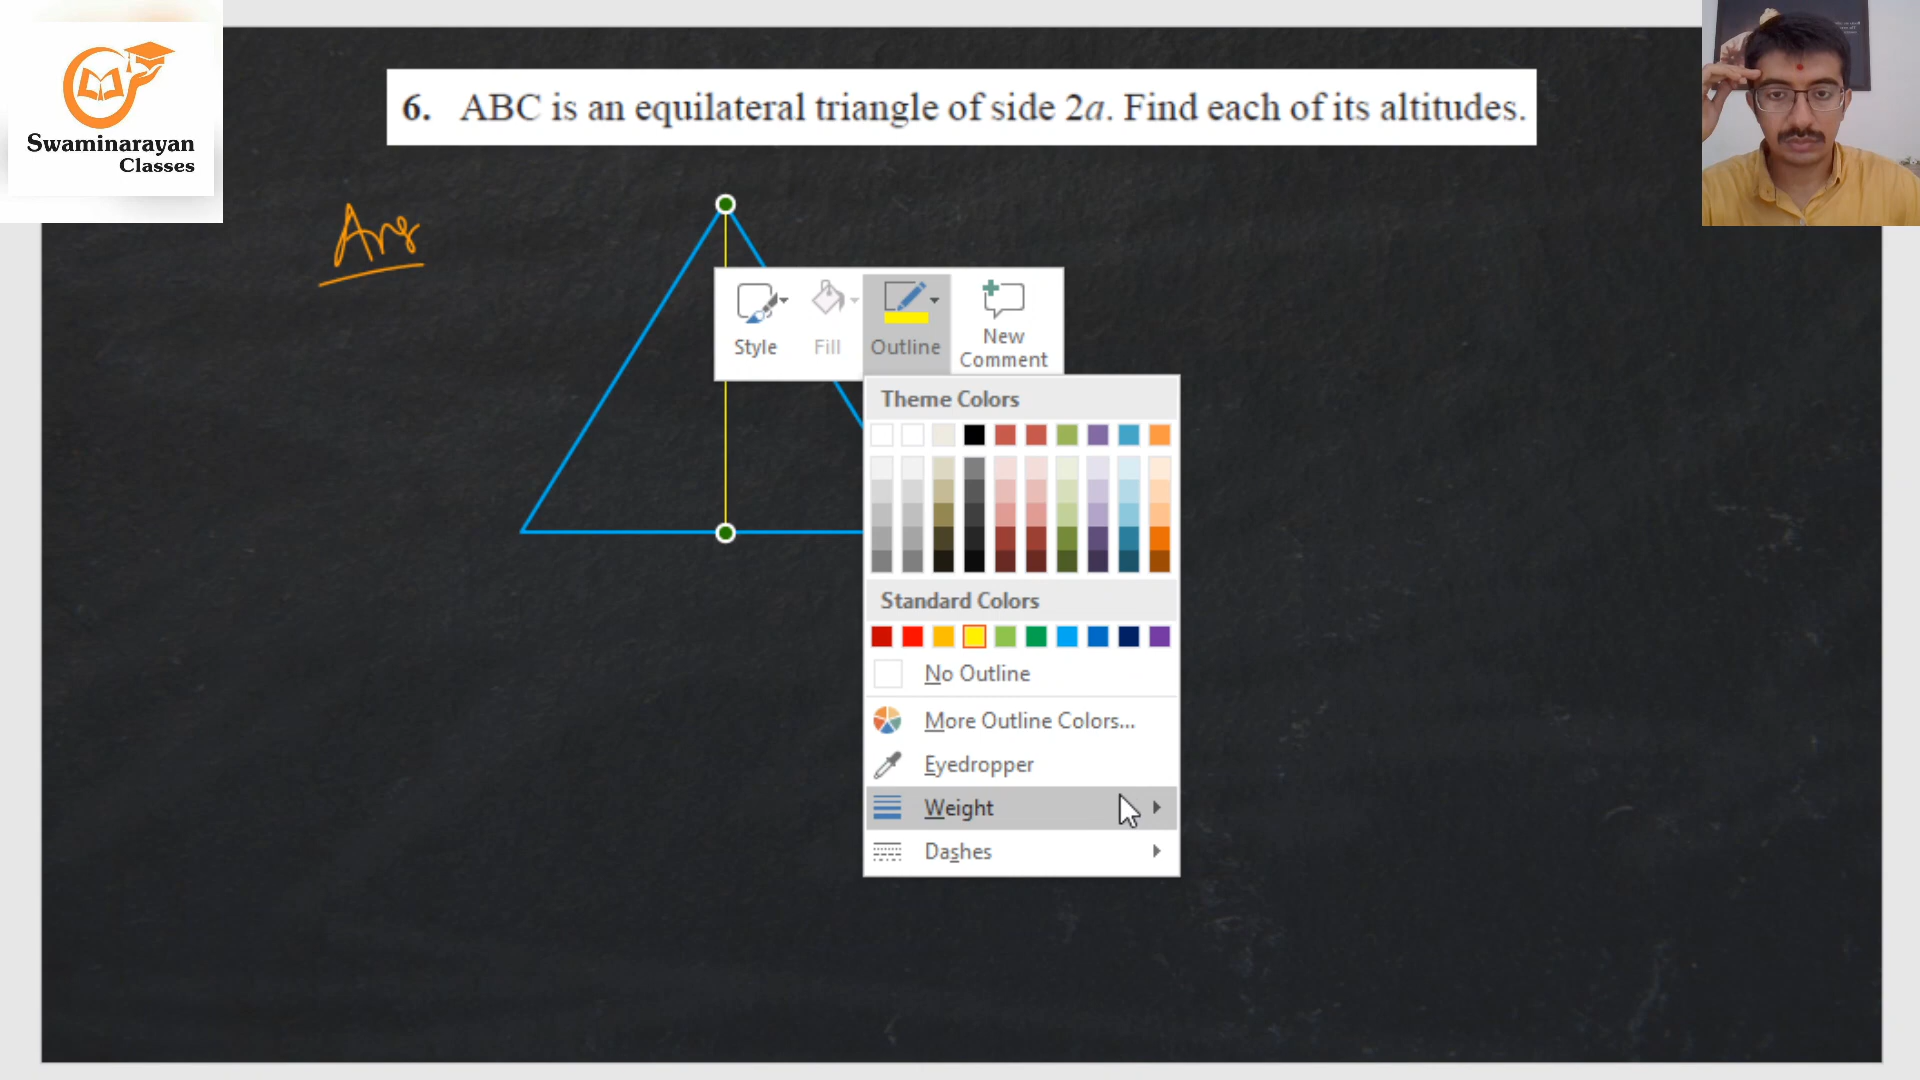 Swaminarayan
Classes
6. ABC is an equilateral triangle of side 2a. Find each of its altitudes.
Ans
Style
Fill
Outline
New
Comment
Theme Colors
Standard Colors
No Outline
More Outline Colors...
Eyedropper
Weight
Dashes